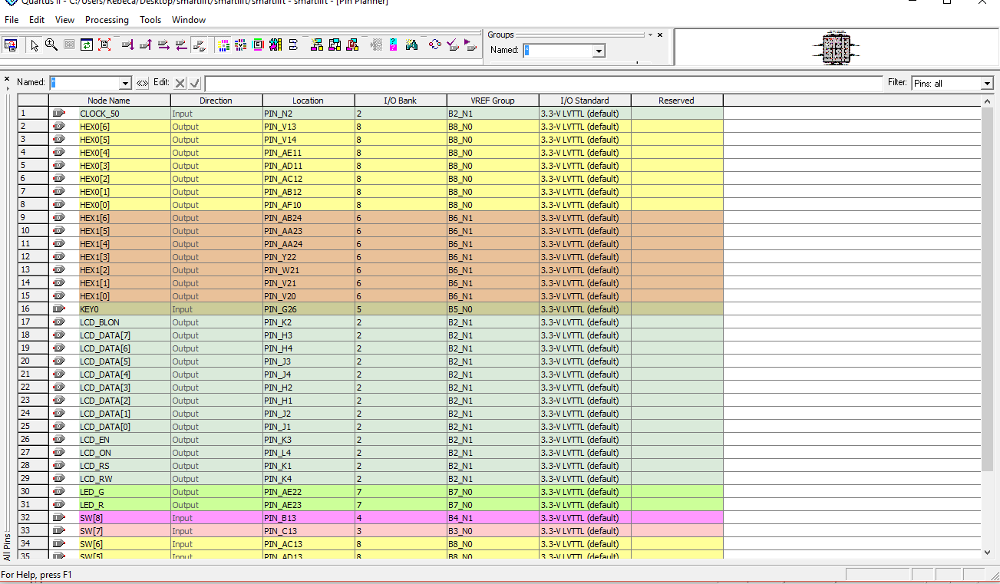 Quartus II - C:/Users/Rebeca/Desktop/smartlift/smartlift/smartlift - smartlift - [Pin Planner]
File Edit View Processing Tools Window
Groups
Named: *
Named: * Edit: Filter: Pins: all
Node Name Direction Location I/O Bank VREF Group I/O Standard Reserved
1 CLOCK_50 Input PIN_N2 2 B2_N1 3.3-V LVTTL (default)
2 HEX0[6] Output PIN_V13 8 B8_N0 3.3-V LVTTL (default)
3 HEX0[5] Output PIN_V14 8 B8_N0 3.3-V LVTTL (default)
4 HEX0[4] Output PIN_AE11 8 B8_N0 3.3-V LVTTL (default)
5 HEX0[3] Output PIN_AD11 8 B8_N0 3.3-V LVTTL (default)
6 HEX0[2] Output PIN_AC12 8 B8_N0 3.3-V LVTTL (default)
7 HEX0[1] Output PIN_AB12 8 B8_N0 3.3-V LVTTL (default)
8 HEX0[0] Output PIN_AF10 8 B8_N0 3.3-V LVTTL (default)
9 HEX1[6] Output PIN_AB24 6 B6_N1 3.3-V LVTTL (default)
10 HEX1[5] Output PIN_AA23 6 B6_N1 3.3-V LVTTL (default)
11 HEX1[4] Output PIN_AA24 6 B6_N1 3.3-V LVTTL (default)
12 HEX1[3] Output PIN_Y22 6 B6_N1 3.3-V LVTTL (default)
13 HEX1[2] Output PIN_W21 6 B6_N1 3.3-V LVTTL (default)
14 HEX1[1] Output PIN_V21 6 B6_N1 3.3-V LVTTL (default)
15 HEX1[0] Output PIN_V20 6 B6_N1 3.3-V LVTTL (default)
16 KEY0 Input PIN_G26 5 B5_N0 3.3-V LVTTL (default)
17 LCD_BLON Output PIN_K2 2 B2_N1 3.3-V LVTTL (default)
18 LCD_DATA[7] Output PIN_H3 2 B2_N1 3.3-V LVTTL (default)
19 LCD_DATA[6] Output PIN_H4 2 B2_N1 3.3-V LVTTL (default)
20 LCD_DATA[5] Output PIN_J3 2 B2_N1 3.3-V LVTTL (default)
21 LCD_DATA[4] Output PIN_J4 2 B2_N1 3.3-V LVTTL (default)
22 LCD_DATA[3] Output PIN_H2 2 B2_N1 3.3-V LVTTL (default)
23 LCD_DATA[2] Output PIN_H1 2 B2_N1 3.3-V LVTTL (default)
24 LCD_DATA[1] Output PIN_J2 2 B2_N1 3.3-V LVTTL (default)
25 LCD_DATA[0] Output PIN_J1 2 B2_N1 3.3-V LVTTL (default)
26 LCD_EN Output PIN_K3 2 B2_N1 3.3-V LVTTL (default)
27 LCD_ON Output PIN_L4 2 B2_N1 3.3-V LVTTL (default)
28 LCD_RS Output PIN_K1 2 B2_N1 3.3-V LVTTL (default)
29 LCD_RW Output PIN_K4 2 B2_N1 3.3-V LVTTL (default)
30 LED_G Output PIN_AE22 7 B7_N0 3.3-V LVTTL (default)
31 LED_R Output PIN_AE23 7 B7_N0 3.3-V LVTTL (default)
32 SW[8] Input PIN_B13 4 B4_N1 3.3-V LVTTL (default)
33 SW[7] Input PIN_C13 3 B3_N0 3.3-V LVTTL (default)
34 SW[6] Input PIN_AC13 8 B8_N0 3.3-V LVTTL (default)
35 SW[5] Input PIN_AD13 8 B8_N0 3.3-V LVTTL (default)
All Pins
For Help, press F1